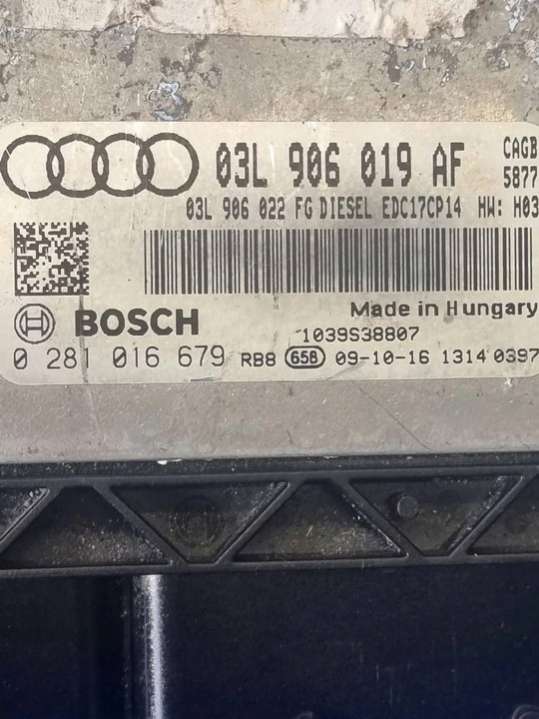 03L 906 019 AF CAGB
5877
03L 906 022 FG DIESEL EDC17CP14 HW: H03
Made in Hungary
BOSCH
1039S38807
0 281 016 679 RB8 658 09-10-16 1314 0397